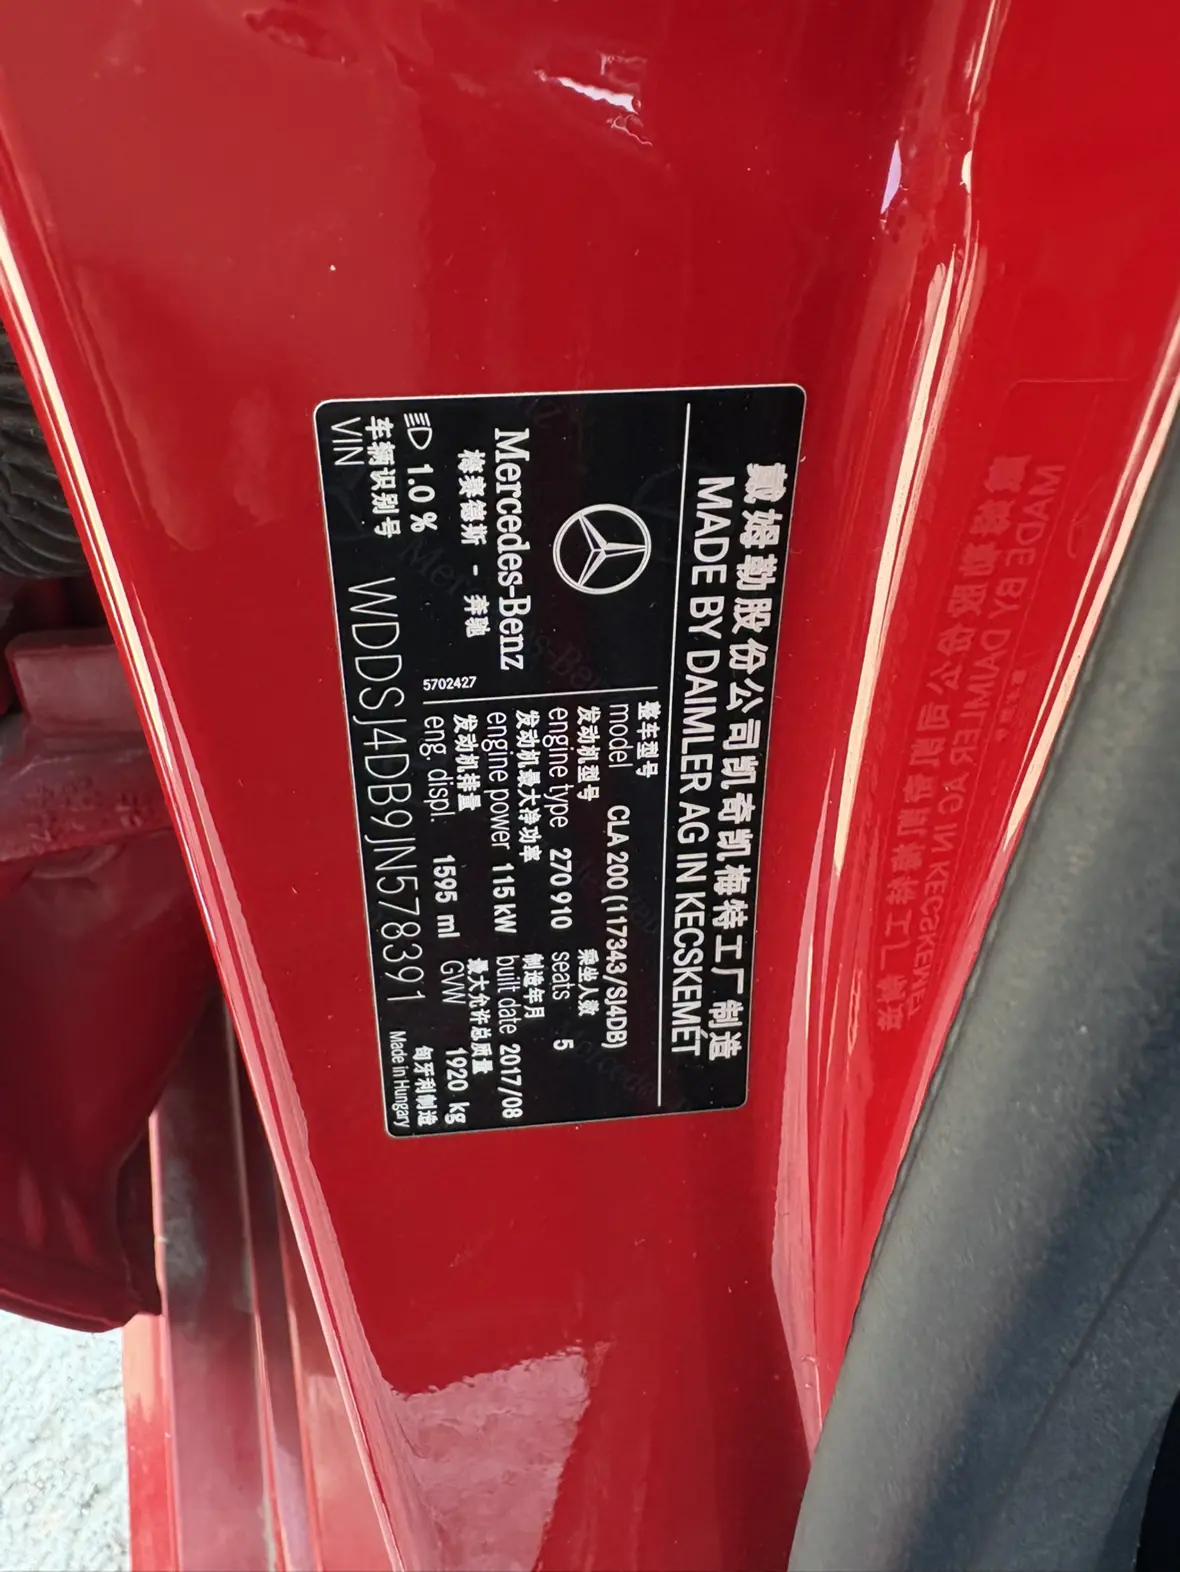 戴姆勒股份公司凯奇凯梅特工厂制造
MADE BY DAIMLER AG IN KECSKEMÉT
Mercedes-Benz
梅赛德斯 - 奔驰
1.0 %
5702427
整车型号
model CLA 200 (117343/SJ4DB)
发动机型号 乘坐人数
engine type 270 910 seats 5
发动机最大净功率 制造年月
engine power 115 kW built date 2017/08
发动机排量 最大允许总质量
eng. displ. 1595 ml GVW 1920 kg
车辆识别号
VIN WDDSJ4DB9JN578391
匈牙利制造
Made in Hungary